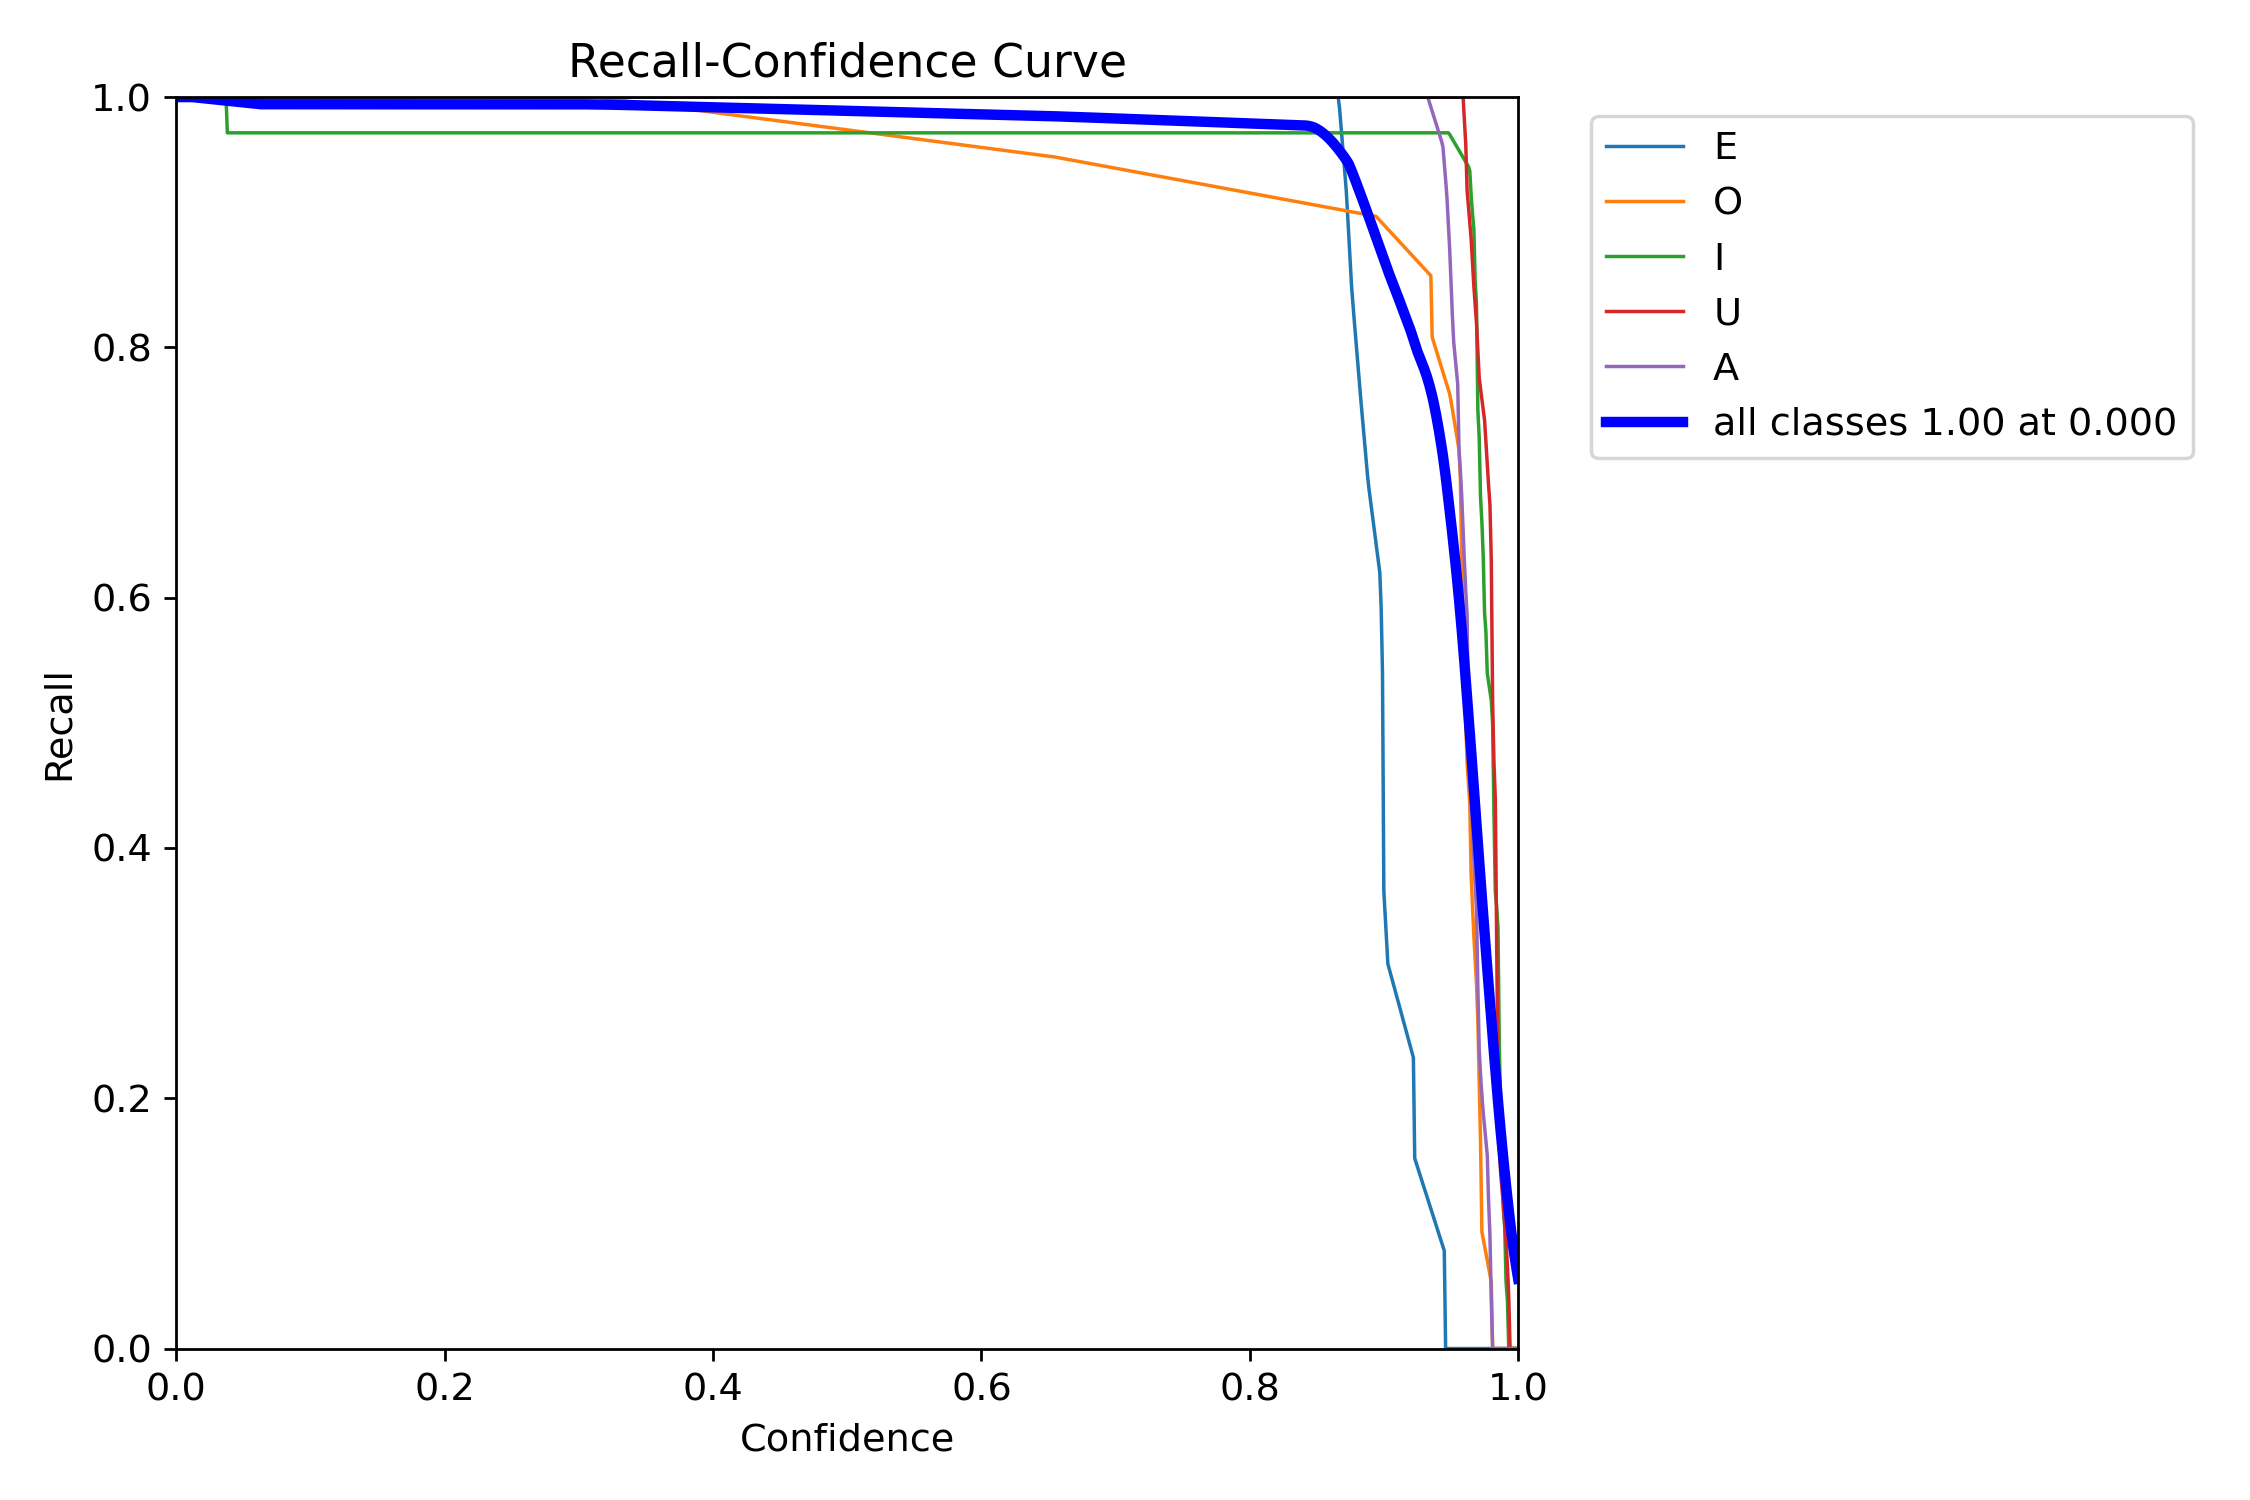 Recall-Confidence Curve
1.0
0.8
0.6
0.4
0.2
0.0
Recall
0.0 0.2 0.4 0.6 0.8 1.0
Confidence
E
O
I
U
A
all classes 1.00 at 0.000